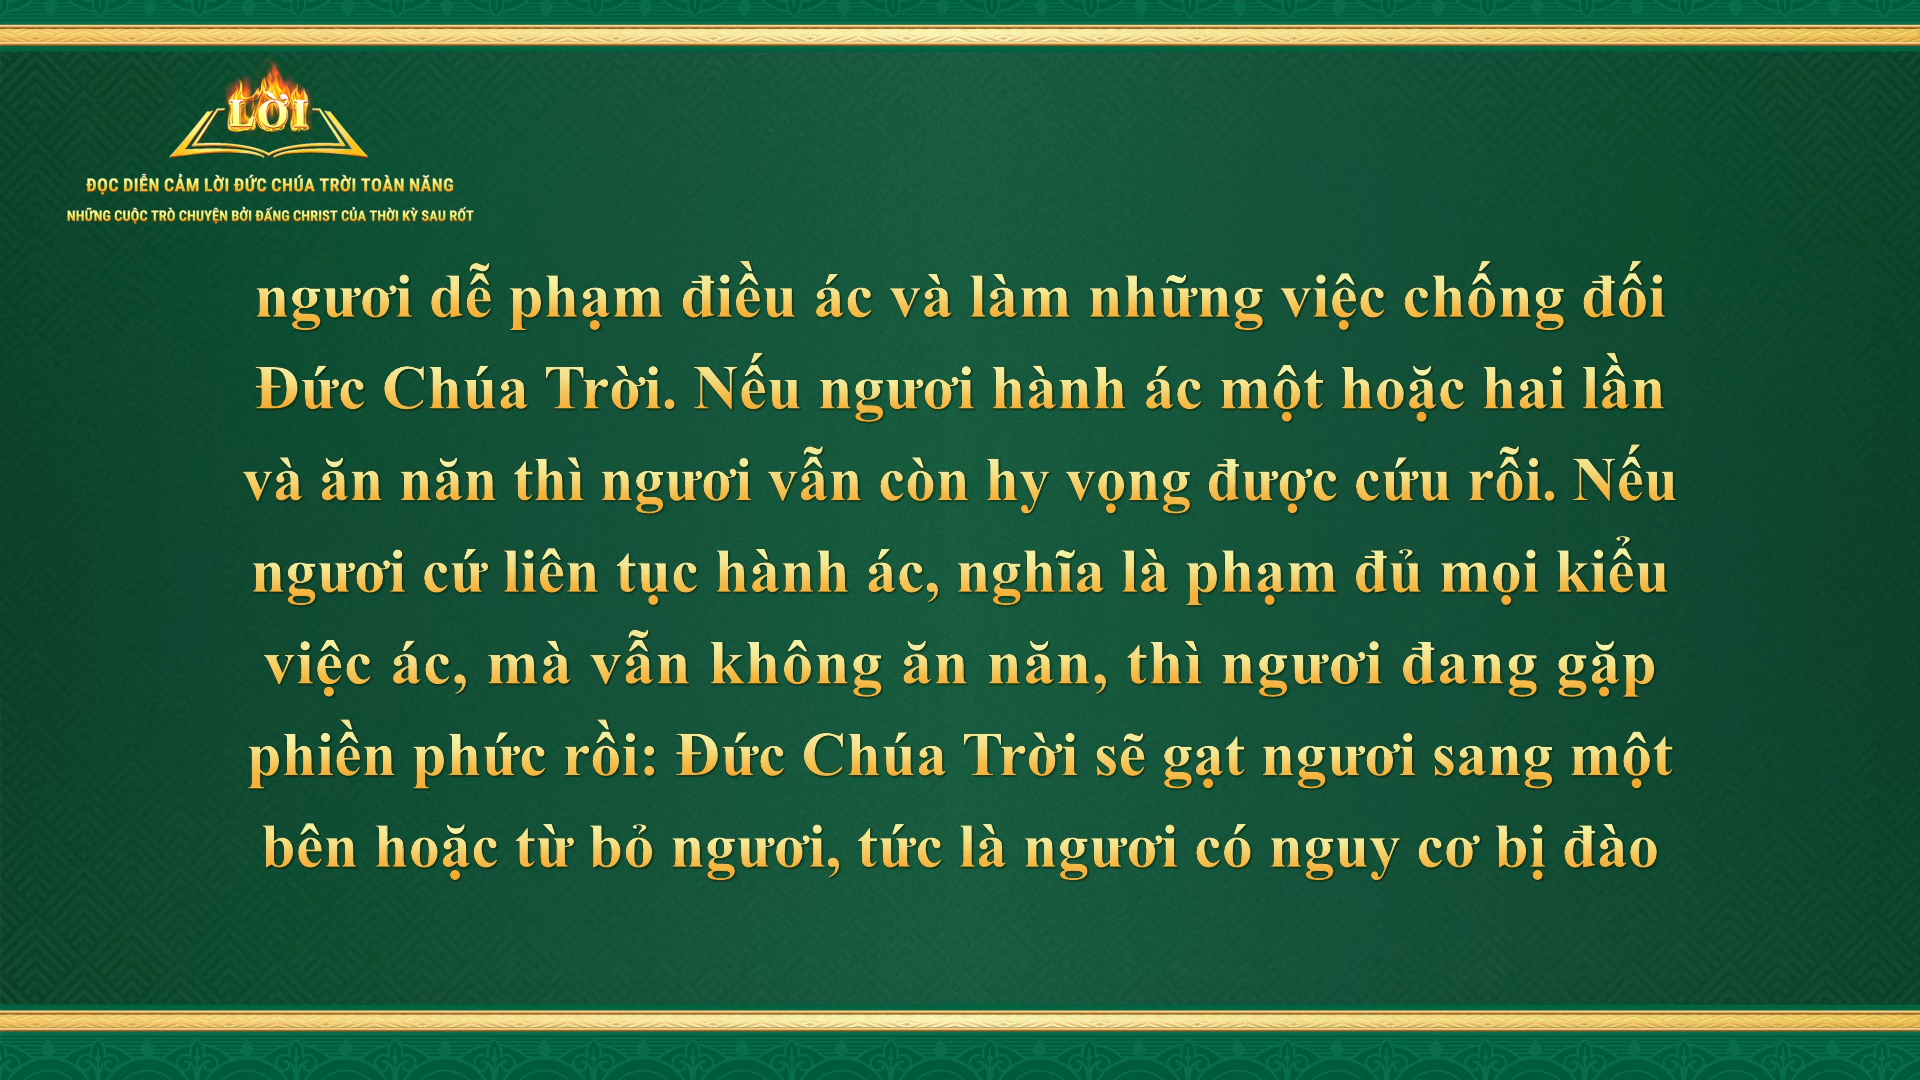 LỜI
ĐỌC DIỄN CẢM LỜI ĐỨC CHÚA TRỜI TOÀN NĂNG
NHỮNG CUỘC TRÒ CHUYỆN BỞI ĐẤNG CHRIST CỦA THỜI KỲ SAU RỐT
ngươi dễ phạm điều ác và làm những việc chống đối
Đức Chúa Trời. Nếu ngươi hành ác một hoặc hai lần
và ăn năn thì ngươi vẫn còn hy vọng được cứu rỗi. Nếu
ngươi cứ liên tục hành ác, nghĩa là phạm đủ mọi kiểu
việc ác, mà vẫn không ăn năn, thì ngươi đang gặp
phiền phức rồi: Đức Chúa Trời sẽ gạt ngươi sang một
bên hoặc từ bỏ ngươi, tức là ngươi có nguy cơ bị đào